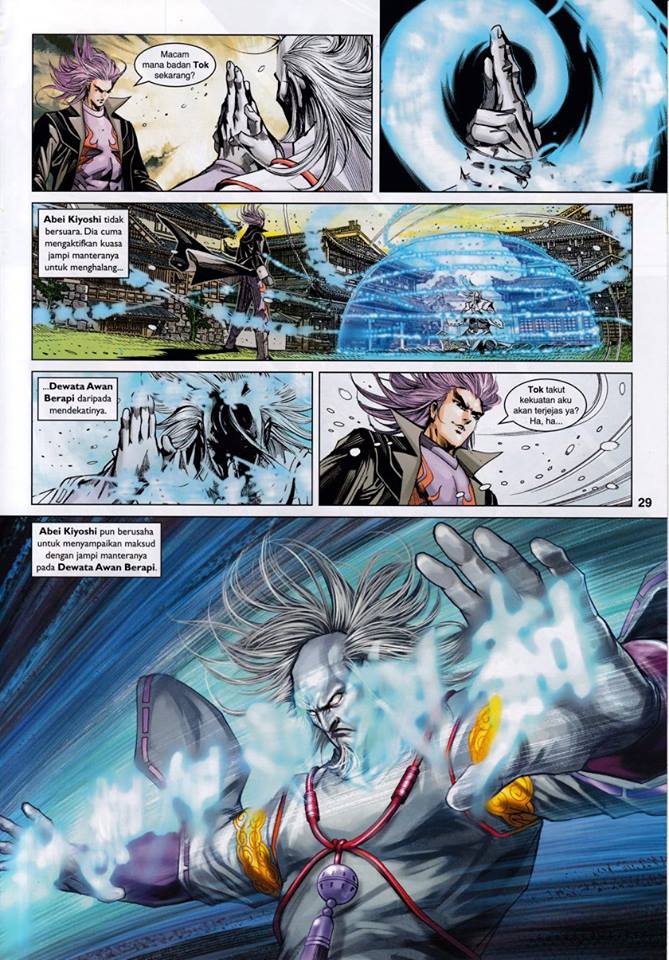 Macam
mana badan Tok
sekarang?
Abei Kiyoshi tidak
bersuara. Dia cuma
mengaktifkan kuasa
jampi manteranya
untuk menghalang...
...Dewata Awan
Berapi daripada
mendekatinya.
Tok takut
kekuatan aku
akan terjejas ya?
Ha, ha...
29
Abei Kiyoshi pun berusaha
untuk menyampaikan maksud
dengan jampi manteranya
pada Dewata Awan Berapi.